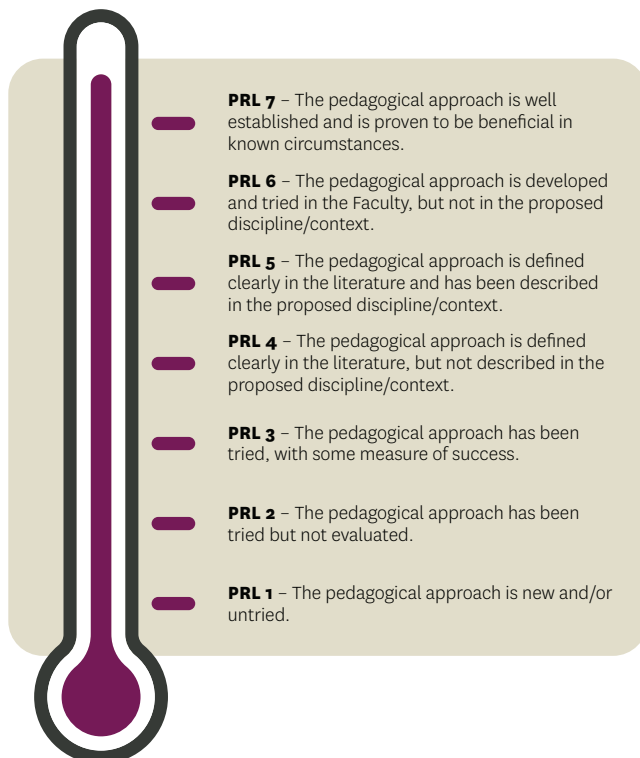 PRL 7 – The pedagogical approach is well
established and is proven to be beneficial in
known circumstances.
PRL 6 – The pedagogical approach is developed
and tried in the Faculty, but not in the proposed
discipline/context.
PRL 5 – The pedagogical approach is defined
clearly in the literature and has been described
in the proposed discipline/context.
PRL 4 – The pedagogical approach is defined
clearly in the literature, but not described in the
proposed discipline/context.
PRL 3 – The pedagogical approach has been
tried, with some measure of success.
PRL 2 – The pedagogical approach has been
tried but not evaluated.
PRL 1 – The pedagogical approach is new and/or
untried.